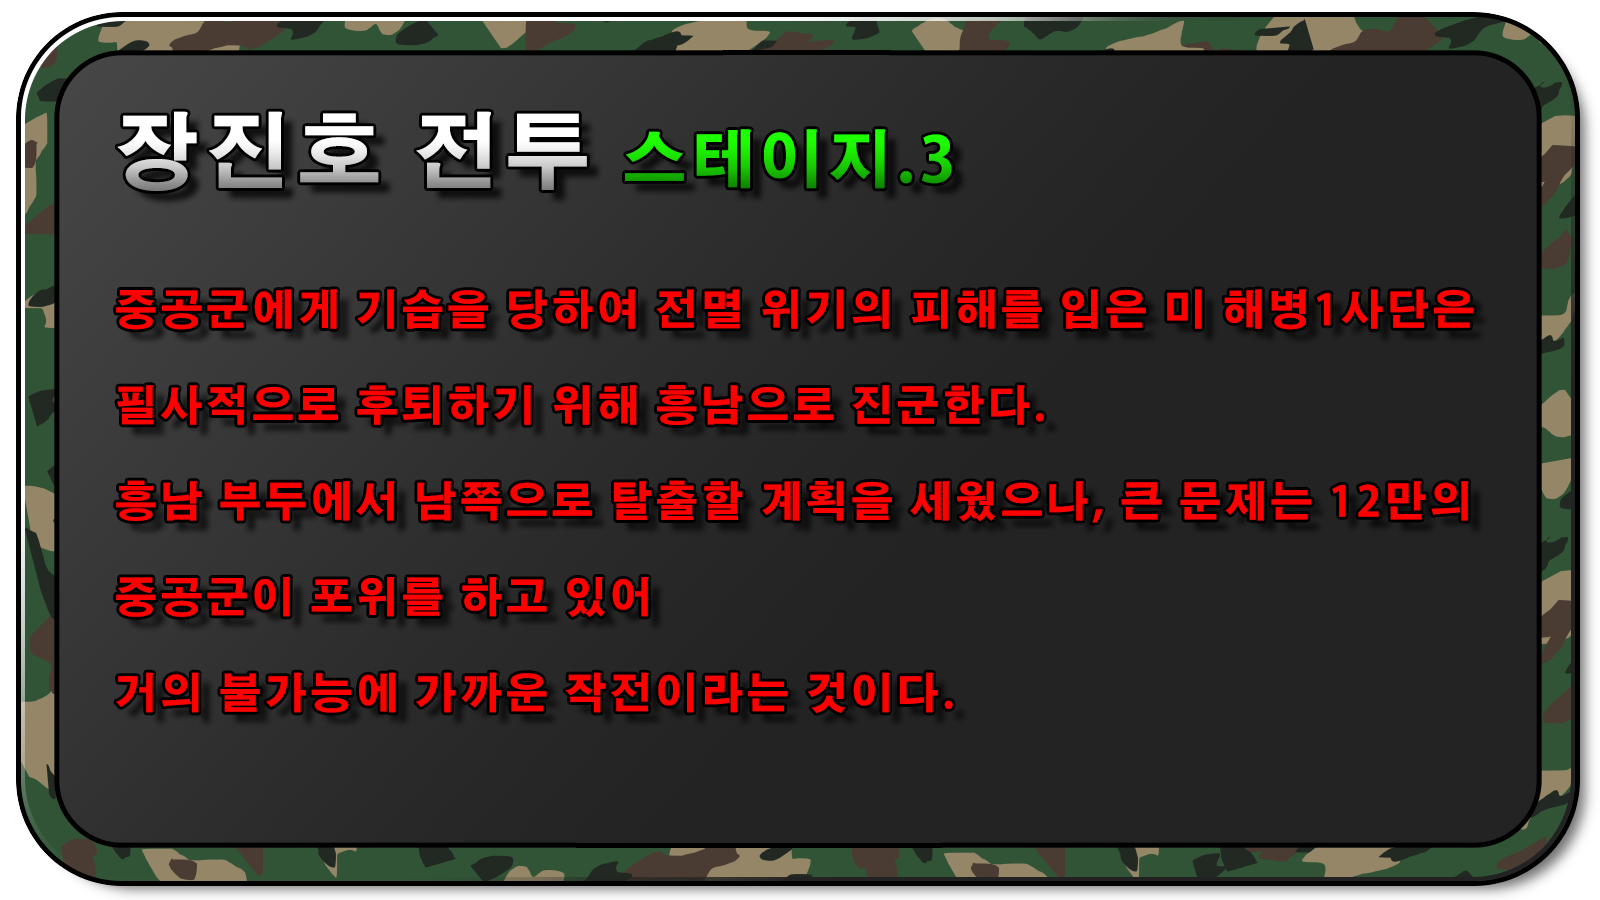 장진호 전투 스테이지.3
중공군에게 기습을 당하여 전멸 위기의 피해를 입은 미 해병1사단은
필사적으로 후퇴하기 위해 흥남으로 진군한다.
흥남 부두에서 남쪽으로 탈출할 계획을 세웠으나, 큰 문제는 12만의
중공군이 포위를 하고 있어
거의 불가능에 가까운 작전이라는 것이다.